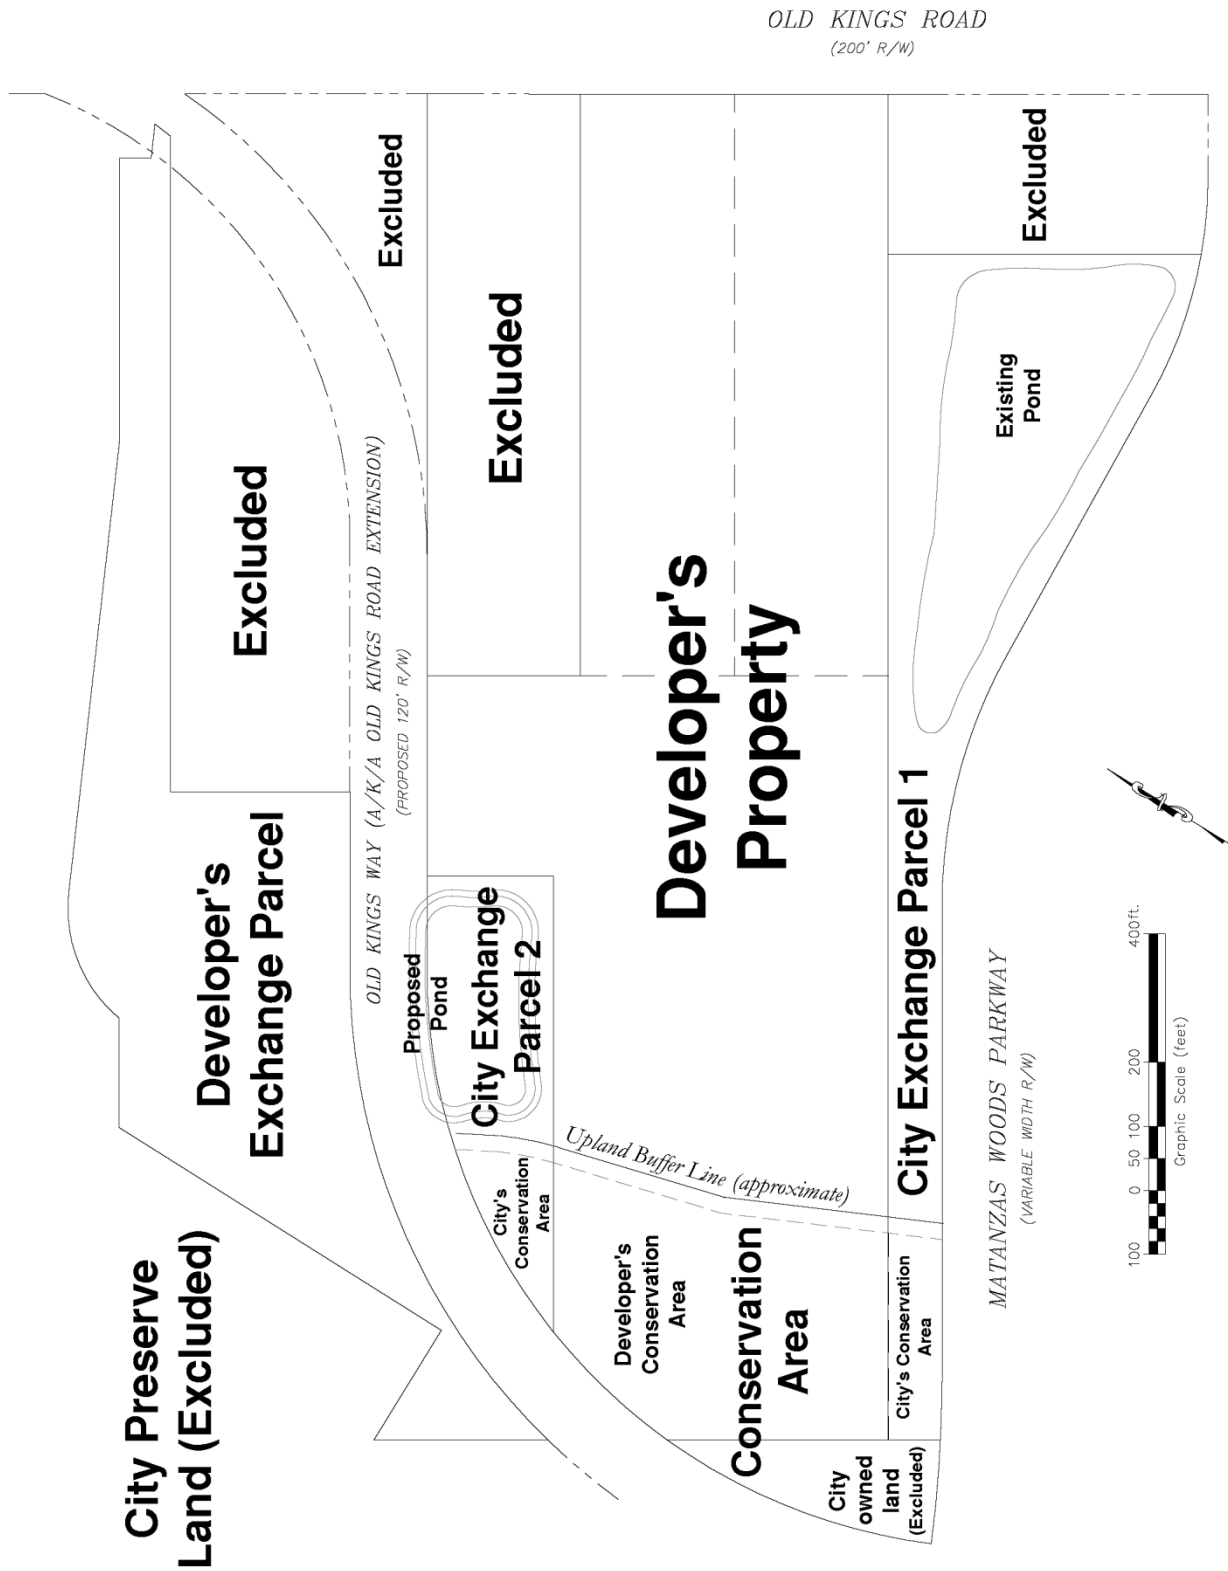 OLD KINGS ROAD
(200' R/W)
Excluded
Excluded
Excluded
Excluded
Existing
Pond
OLD KINGS WAY (A/K/A OLD KINGS ROAD EXTENSION)
(PROPOSED 120' R/W)
Developer's
Property
Developer's
Exchange Parcel
Proposed
Pond
City Exchange
Parcel 2
City Exchange Parcel 1
Upland Buffer Line (approximate)
City's
Conservation
Area
Developer's
Conservation
Area
Conservation
Area
City's Conservation
Area
City
owned
land
(Excluded)
City Preserve
Land (Excluded)
MATANZAS WOODS PARKWAY
(VARIABLE WIDTH R/W)
100 0 50 100 200 400ft.
Graphic Scale (feet)